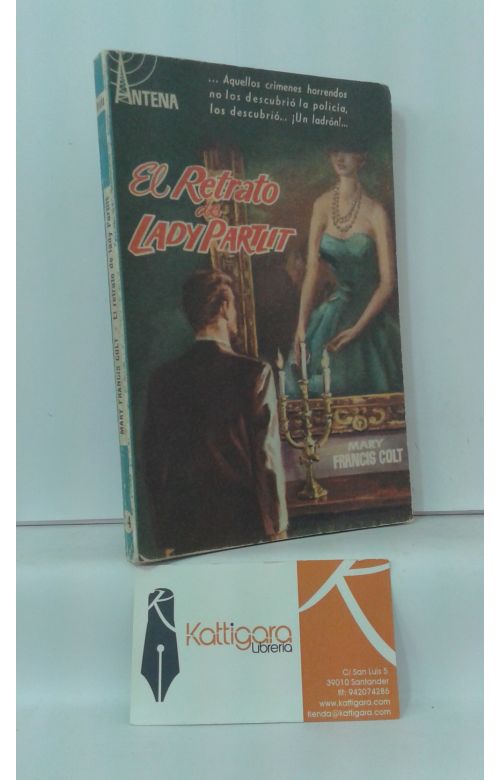 ANTENA
... Aquellos crímenes horrendos
no los descubrió la policía,
los descubrió... ¡Un ladrón!...
El Retrato
de
LADY PARTLIT
MARY
FRANCIS COLT
MARY FRANCIS COLT - El retrato de lady Partlit
Kattigara
Librería
C/ San Luis 5
39010 Santander
tlf: 942074286
www.kattigara.com
tienda@kattigara.com